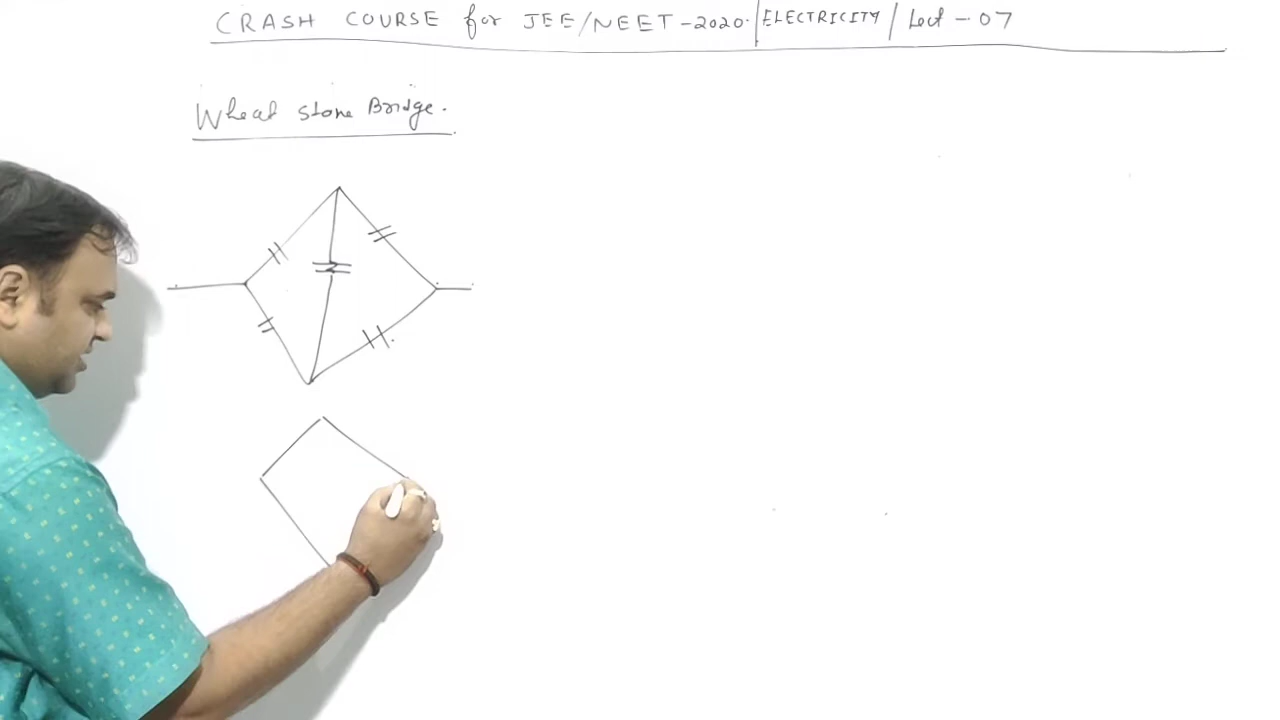 CRASH COURSE for JEE/NEET-2020. | ELECTRICITY / Lect - 07
Wheat stone Bridge.